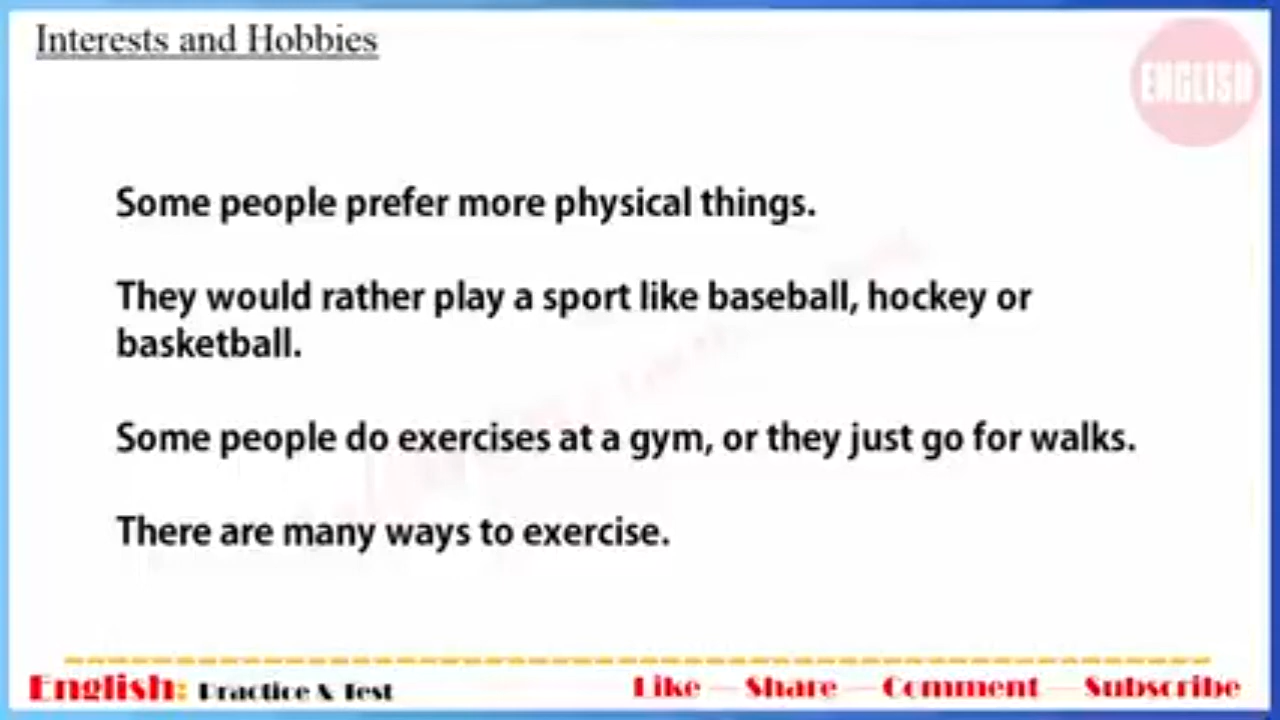 Interests and Hobbies
ENGLISH
Some people prefer more physical things.
They would rather play a sport like baseball, hockey or
basketball.
Some people do exercises at a gym, or they just go for walks.
There are many ways to exercise.
English: Practice & Test
Like — Share — Comment — Subscribe